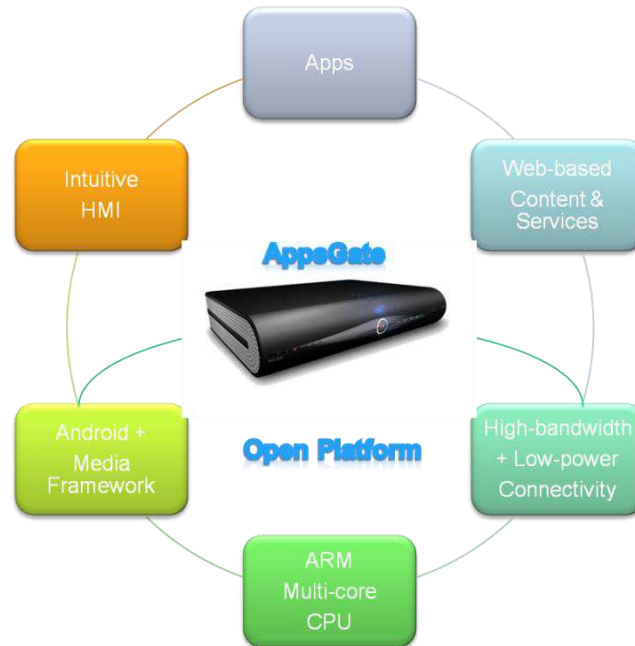 Apps
Intuitive
HMI
Web-based
Content &
Services
AppsGate
Open Platform
Android +
Media
Framework
High-bandwidth
+ Low-power
Connectivity
ARM
Multi-core
CPU